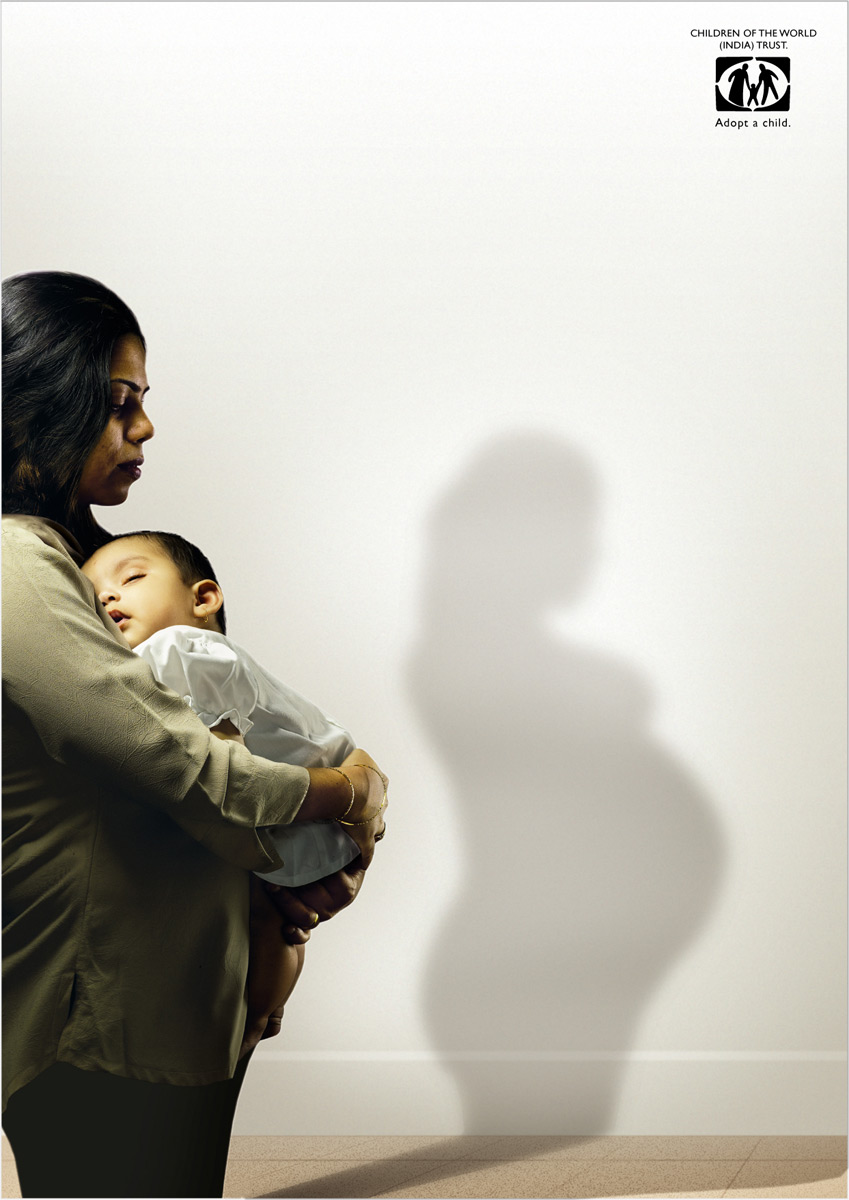 CHILDREN OF THE WORLD
(INDIA) TRUST.
Adopt a child.